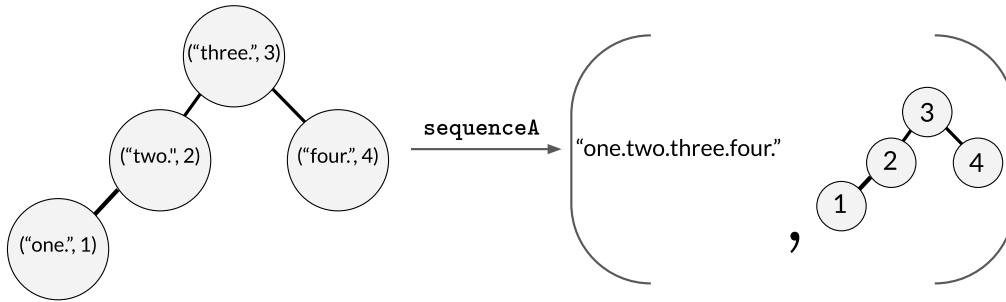 (“three.”, 3)
(“two.", 2)
(“four.”, 4)
(“one.”, 1)
sequenceA
“one.two.three.four.”
,
3
2
4
1